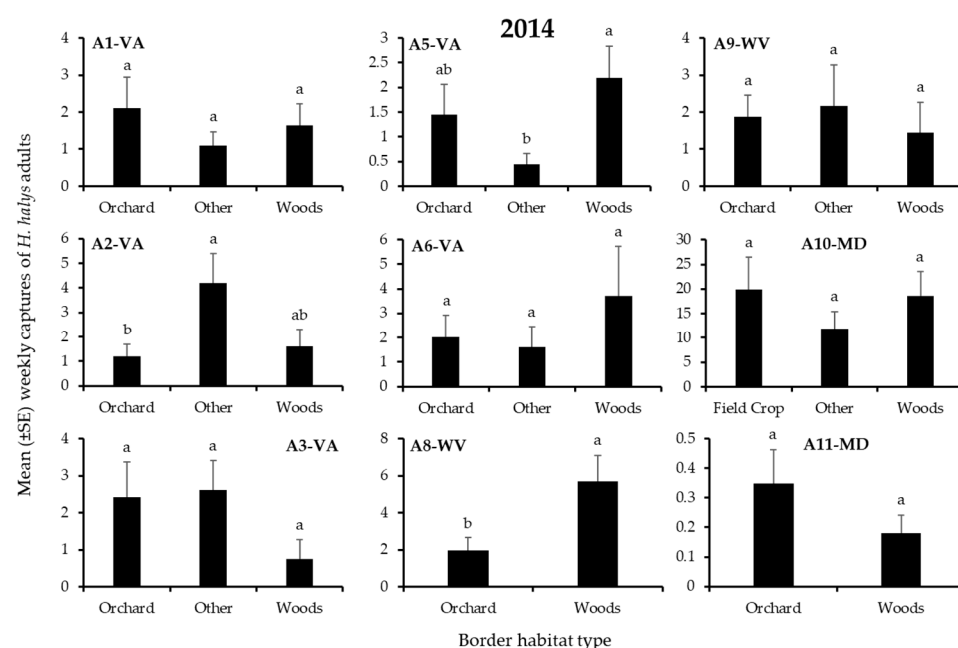 2014
Mean (±SE) weekly captures of H. halys adults
A1-VA
4
3
2
1
0
a
a
a
Orchard Other Woods
A5-VA
3
2.5
2
1.5
1
0.5
0
ab
b
a
Orchard Other Woods
A9-WV
4
3
2
1
0
a
a
a
Orchard Other Woods
A2-VA
6
5
4
3
2
1
0
b
a
ab
Orchard Other Woods
A6-VA
6
5
4
3
2
1
0
a
a
a
Orchard Other Woods
A10-MD
30
25
20
15
10
5
0
a
a
a
Field Crop Other Woods
A3-VA
4
3
2
1
0
a
a
a
Orchard Other Woods
A8-WV
8
6
4
2
0
b
a
Orchard Woods
A11-MD
0.5
0.4
0.3
0.2
0.1
0
a
a
Orchard Woods
Border habitat type